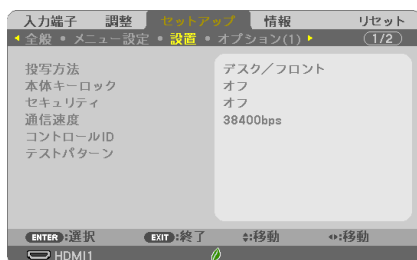 入力端子 調整 セットアップ 情報 リセット
全般 • メニュー設定 • 設置 • オプション(1) 1/2
投写方法 デスク／フロント
本体キーロック オフ
セキュリティ オフ
通信速度 38400bps
コントロールID
テストパターン
ENTER:選択 EXIT:終了 :移動 :移動
HDMI1